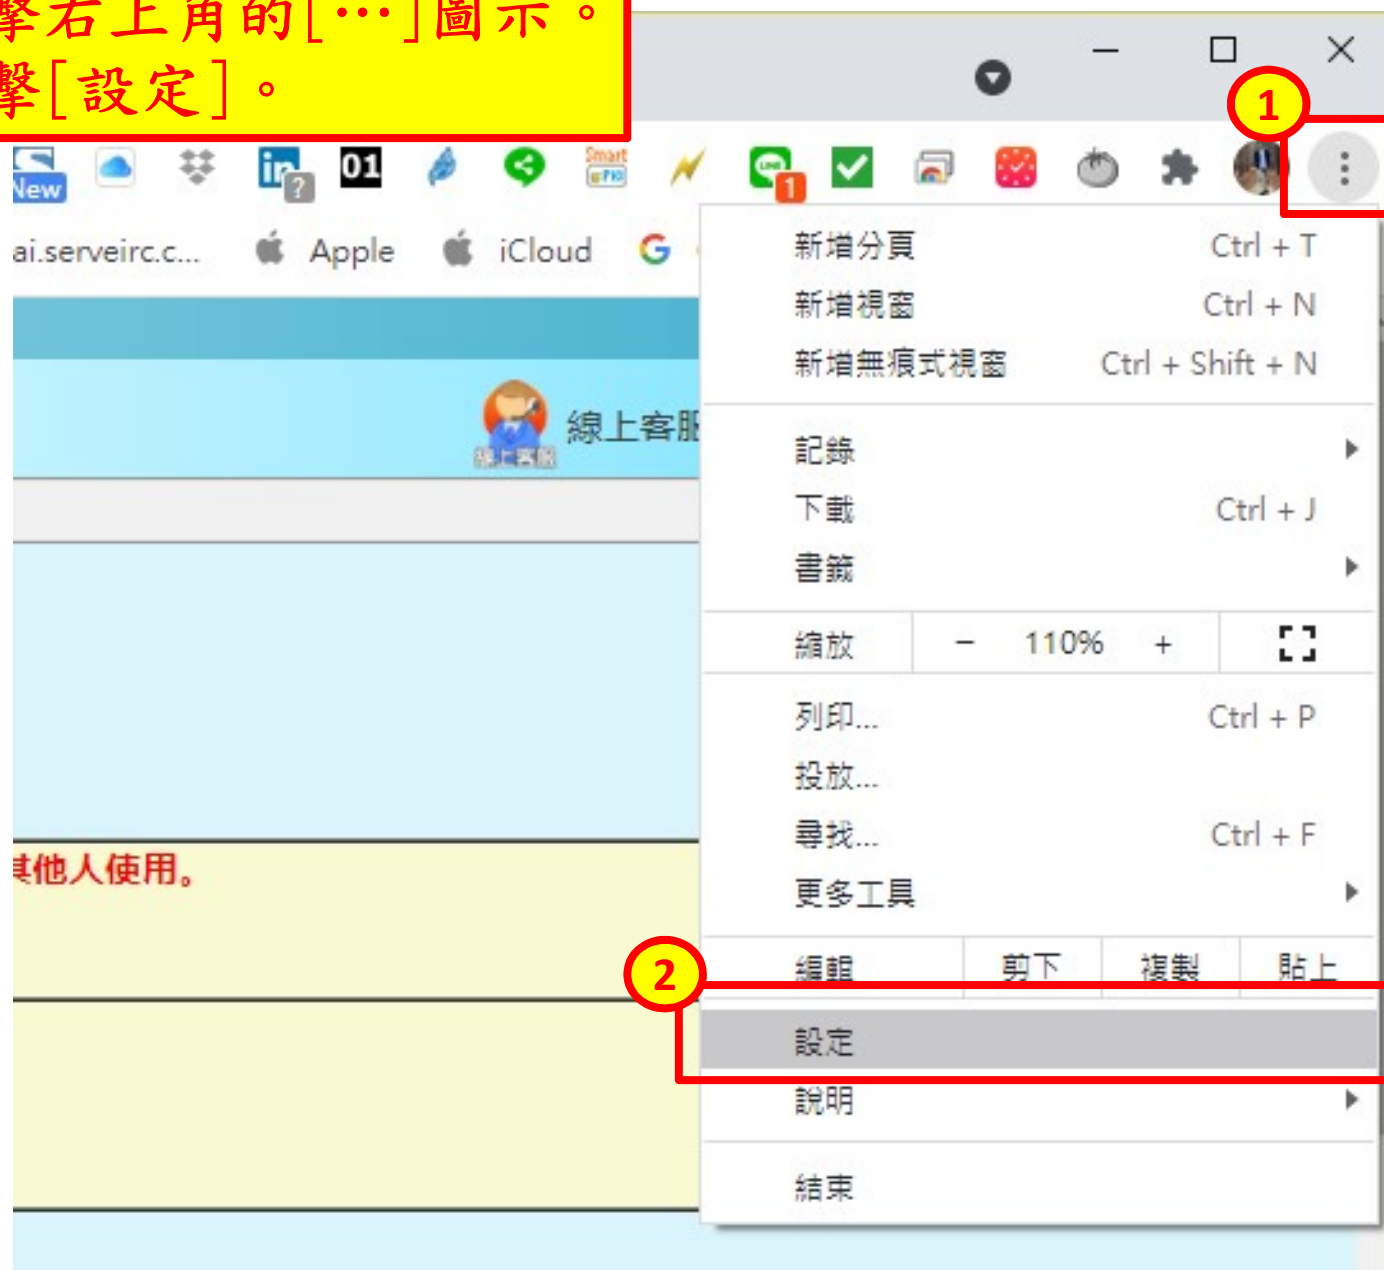 擊右上角的[…]圖示。
擊[設定]。
1
New
in
?
01
Smart
LINE
1
ai.serveirc.c...
Apple
iCloud
G
新增分頁 Ctrl + T
新增視窗 Ctrl + N
新增無痕式視窗 Ctrl + Shift + N
線上客服
線上客服
記錄
下載 Ctrl + J
書籤
縮放 - 110% +
列印... Ctrl + P
投放...
尋找... Ctrl + F
其他人使用。
更多工具
2
編輯 剪下 複製 貼上
設定
說明
結束